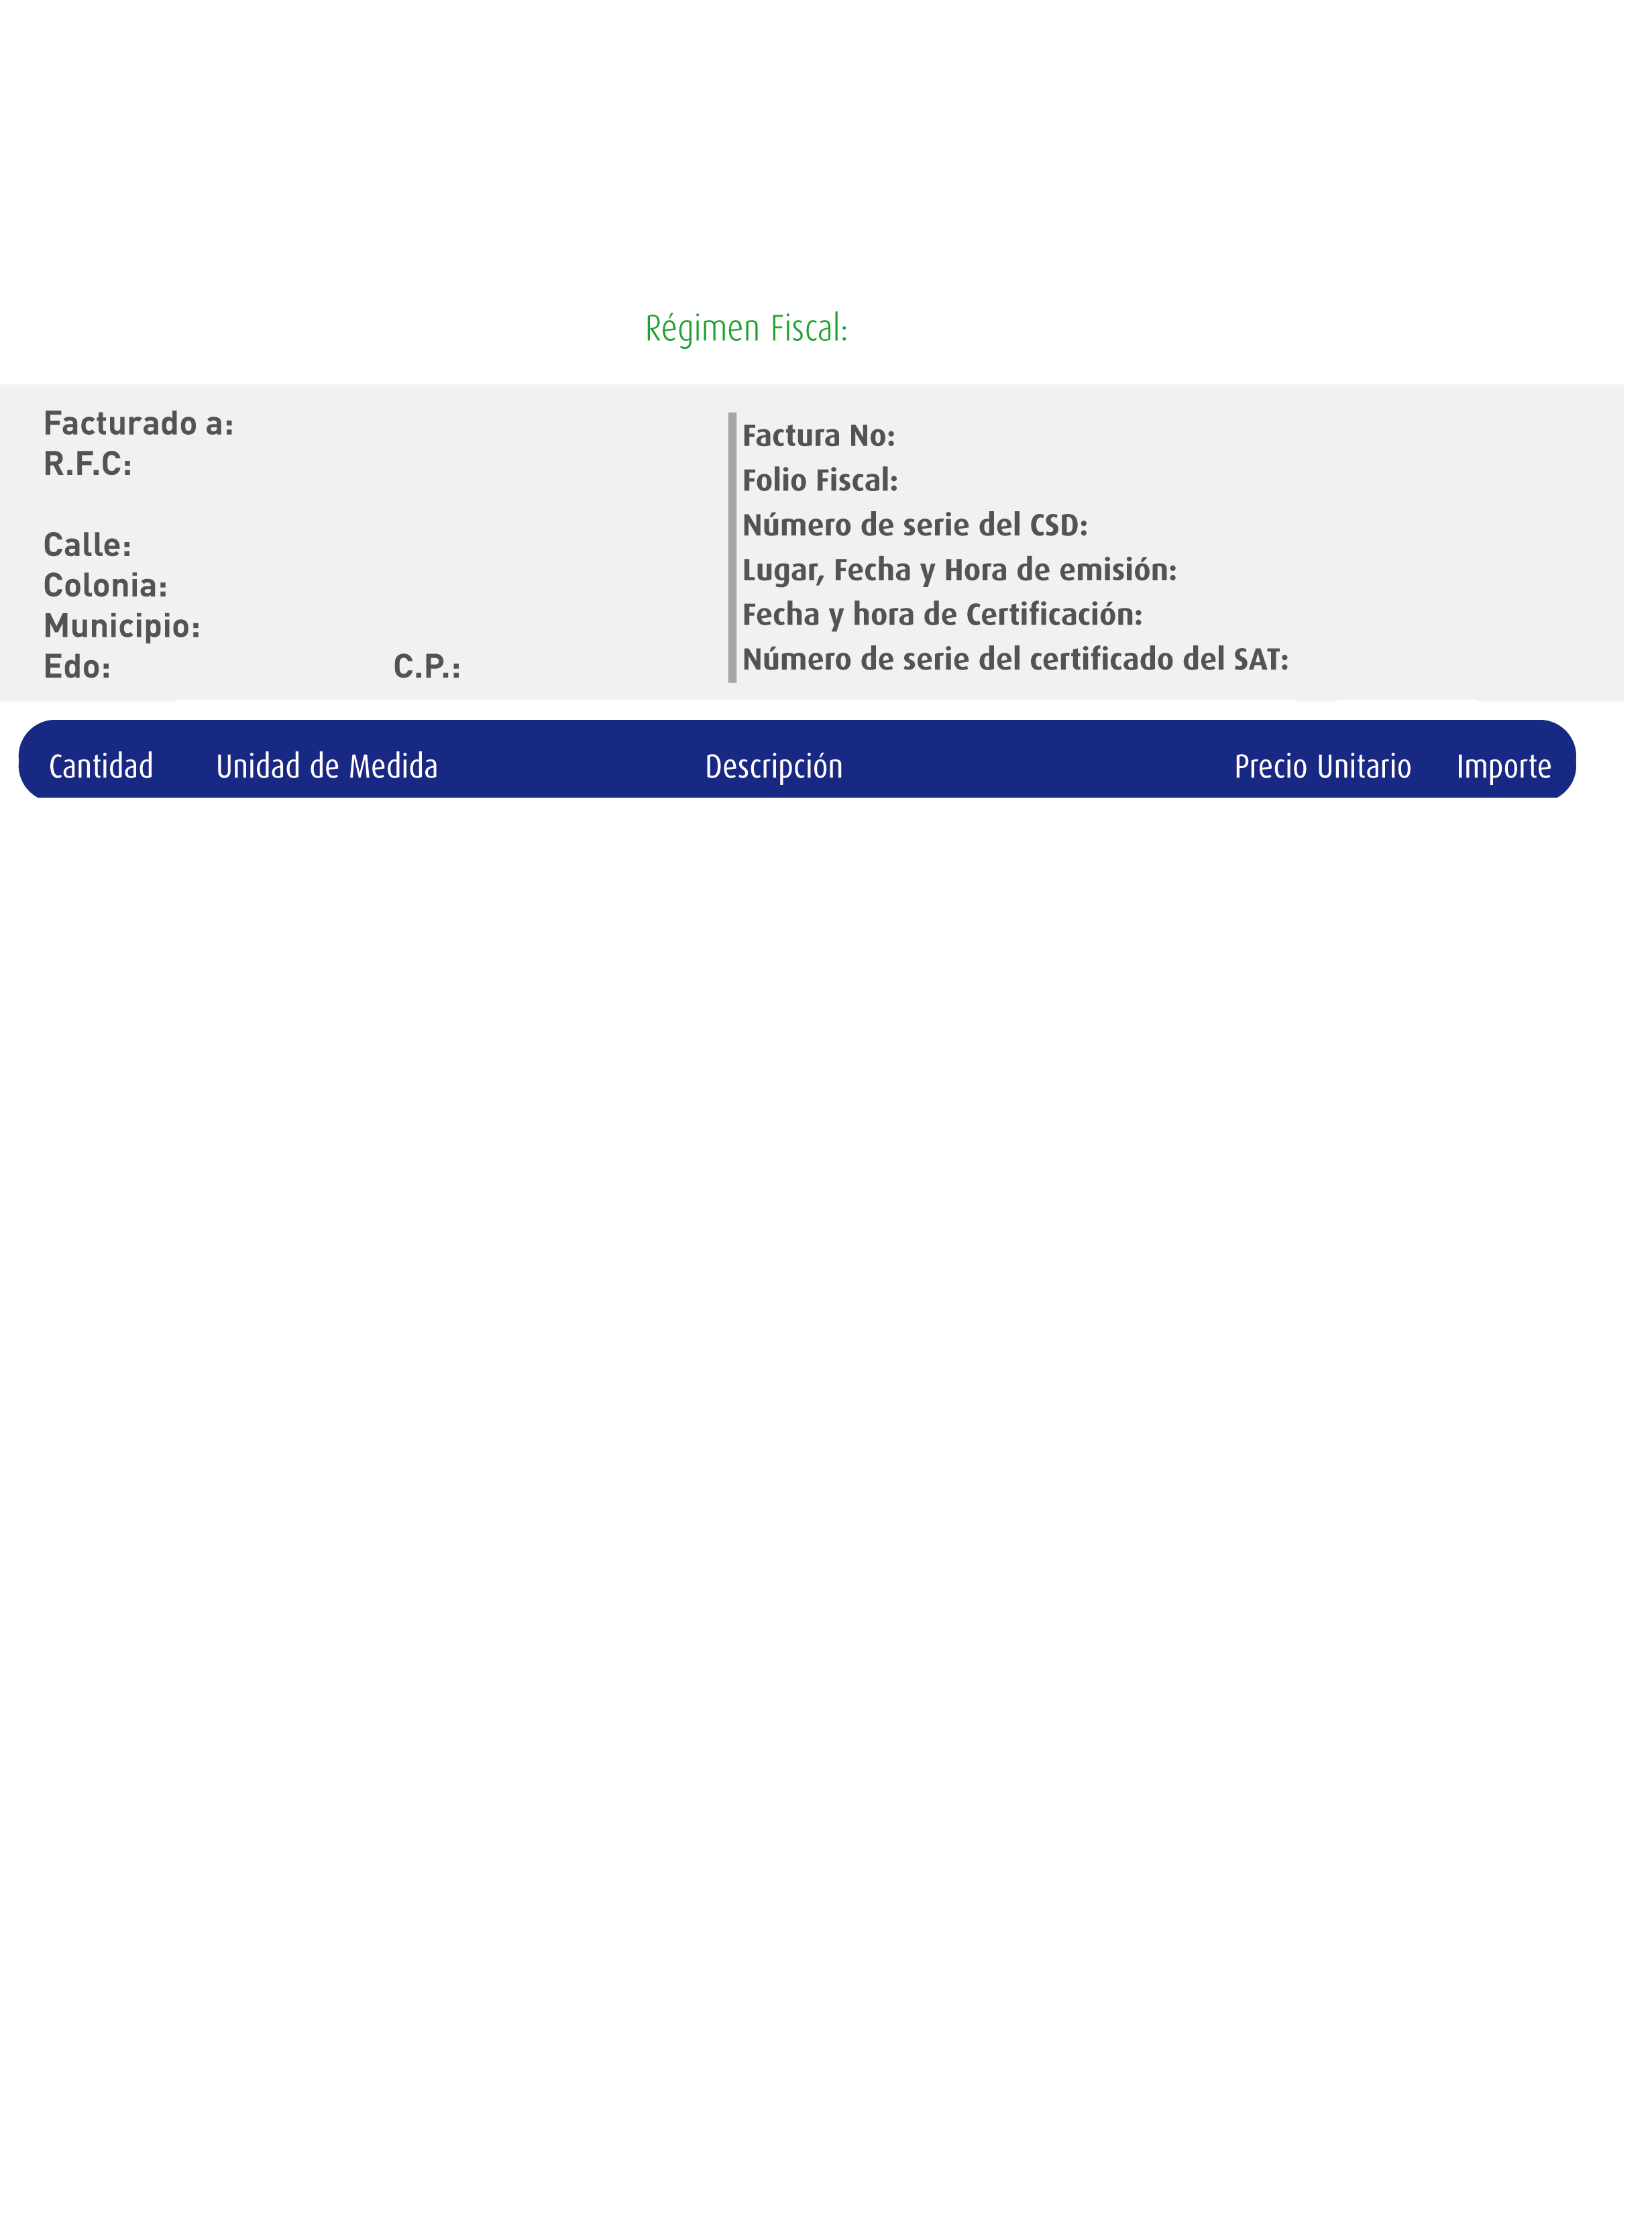 Régimen Fiscal:
Facturado a:
R.F.C:
Calle:
Colonia:
Municipio:
Edo: C.P.:
Factura No:
Folio Fiscal:
Número de serie del CSD:
Lugar, Fecha y Hora de emisión:
Fecha y hora de Certificación:
Número de serie del certificado del SAT:
Cantidad Unidad de Medida Descripción Precio Unitario Importe